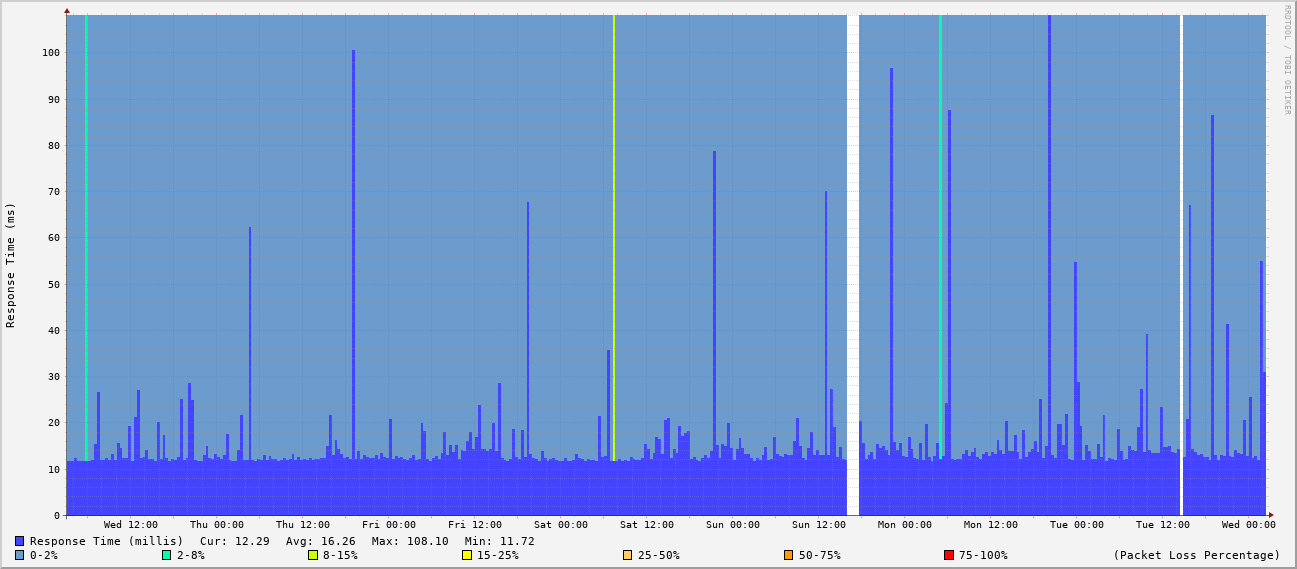 RRDTOOL / TOBI OETIKER
Response Time (ms)
100
90
80
70
60
50
40
30
20
10
0
Wed 12:00 Thu 00:00 Thu 12:00 Fri 00:00 Fri 12:00 Sat 00:00 Sat 12:00 Sun 00:00 Sun 12:00 Mon 00:00 Mon 12:00 Tue 00:00 Tue 12:00 Wed 00:00
Response Time (millis) Cur: 12.29 Avg: 16.26 Max: 108.10 Min: 11.72
0-2% 2-8% 8-15% 15-25% 25-50% 50-75% 75-100% (Packet Loss Percentage)